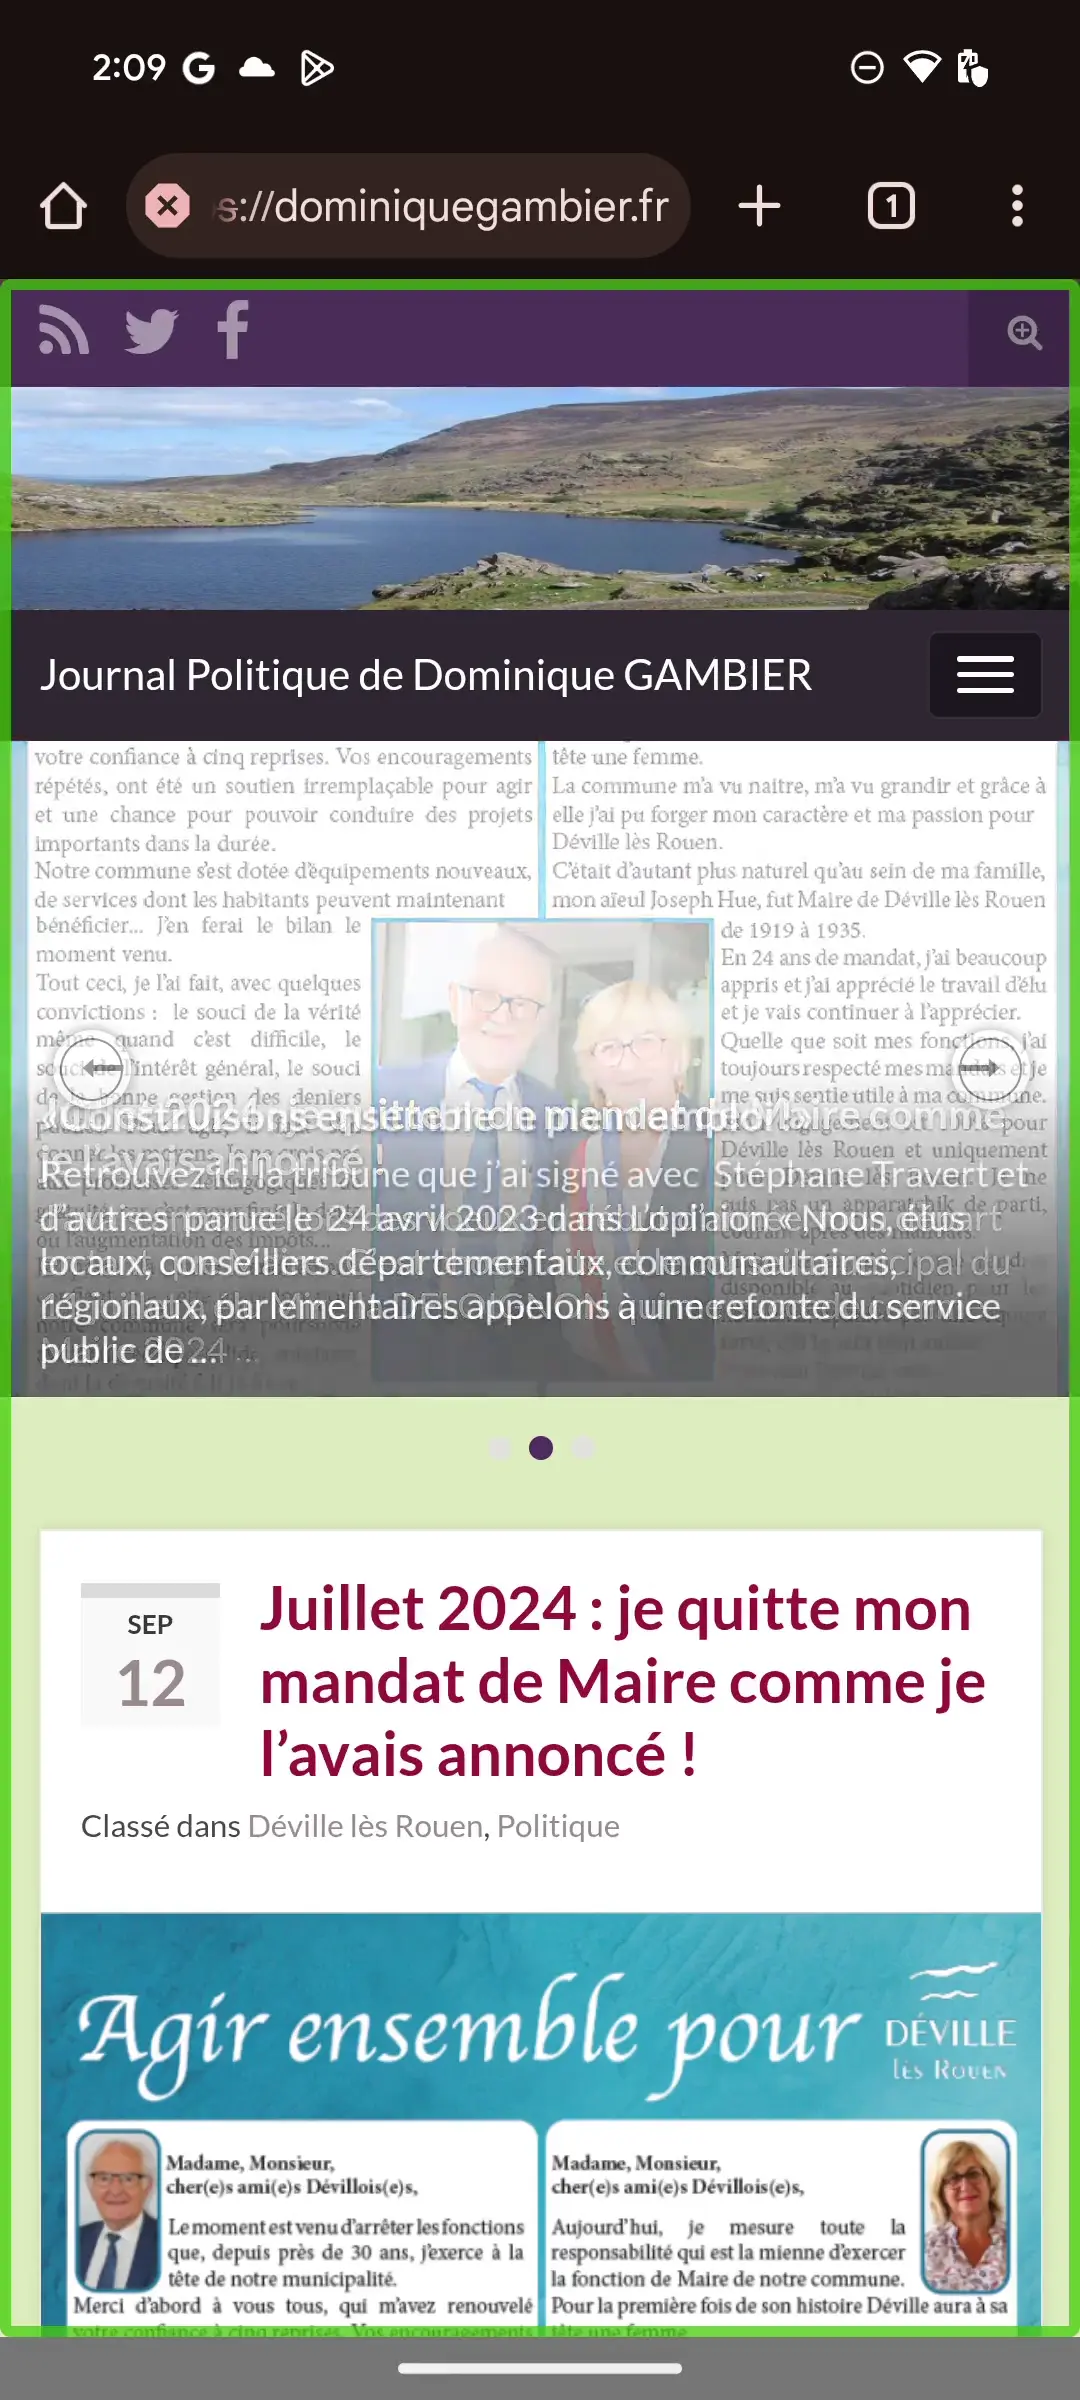 2:09
s://dominiquegambier.fr
1
Journal Politique de Dominique GAMBIER
votre confiance à cinq reprises. Vos encouragements
répétés, ont été un soutien irremplaçable pour agir
et une chance pour pouvoir conduire des projets
importants dans la durée.
Notre commune s'est dotée d'équipements nouveaux,
de services dont les habitants peuvent maintenant
bénéficier... J'en ferai le bilan le
moment venu.
Tout ceci, je l'ai fait, avec quelques
convictions : le souci de la vérité
même quand c'est difficile, le
souci de l'intérêt général, le souci
de la bonne gestion des deniers
tête une femme.
La commune m'a vu naitre, m'a vu grandir et grâce à
elle j'ai pu forger mon caractère et ma passion pour
Déville lès Rouen.
C'était d'autant plus naturel qu'au sein de ma famille,
mon aïeul Joseph Hue, fut Maire de Déville lès Rouen
de 1919 à 1935.
En 24 ans de mandat, j'ai beaucoup
appris et j'ai apprécié le travail d'élu
et je vais continuer à l'apprécier.
Quelle que soit mes fonctions, j'ai
toujours respecté mes mandats et je
me suis sentie utile à ma commune.
Retrouvez ici la tribune que j'ai signé avec Stéphane Travert et
d'autres parue le 24 avril 2023 dans L'opinion « Nous, élus
locaux, conseillers départementaux, communautaires,
régionaux, parlementaires appelons à une refonte du service
public de ...
SEP
12
Juillet 2024 : je quitte mon
mandat de Maire comme je
l'avais annoncé !
Classé dans Déville lès Rouen, Politique
Agir ensemble pour
DÉVILLE
lès Rouen
Madame, Monsieur,
cher(e)s ami(e)s Dévillois(e)s,
Le moment est venu d'arrêter les fonctions
que, depuis près de 30 ans, j'exerce à la
tête de notre municipalité.
Merci d'abord à vous tous, qui m'avez renouvelé
votre confiance à cinq reprises. Vos encouragements
Madame, Monsieur,
cher(e)s ami(e)s Dévillois(e)s,
Aujourd'hui, je mesure toute la
responsabilité qui est la mienne d'exercer
la fonction de Maire de notre commune.
Pour la première fois de son histoire Déville aura à sa
tête une femme.